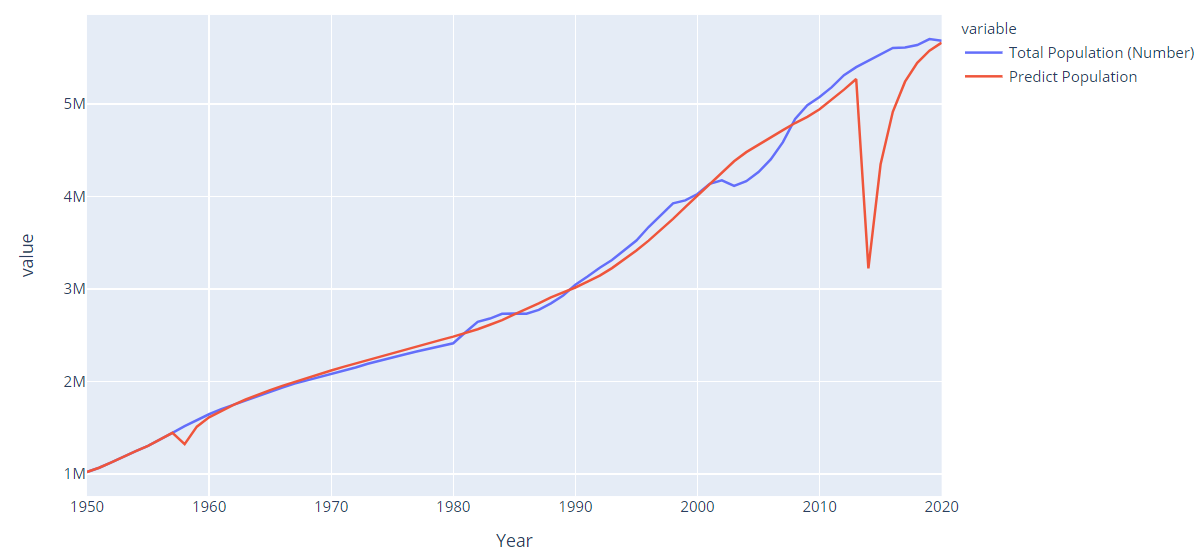 variable
Total Population (Number)
Predict Population
5M
4M
3M
2M
1M
value
1950 1960 1970 1980 1990 2000 2010 2020
Year